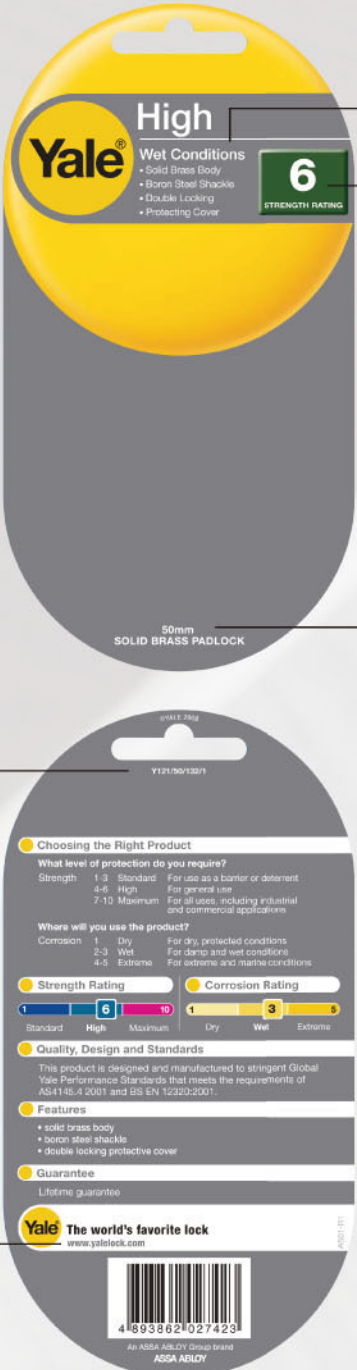 High
Yale®
Wet Conditions
• Solid Brass Body
• Boron Steel Shackle
• Double Locking
• Protecting Cover
6
STRENGTH RATING
50mm
SOLID BRASS PADLOCK
©YALE 2008
Y121/50/132/1
Choosing the Right Product
What level of protection do you require?
Strength 1-3 Standard For use as a barrier or deterrent
4-6 High For general use
7-10 Maximum For all uses, including industrial
and commercial applications
Where will you use the product?
Corrosion 1 Dry For dry, protected conditions
2-3 Wet For damp and wet conditions
4-5 Extreme For extreme and marine conditions
Strength Rating
1 6 10
Standard High Maximum
Corrosion Rating
1 3 5
Dry Wet Extreme
Quality, Design and Standards
This product is designed and manufactured to stringent Global
Yale Performance Standards that meets the requirements of
AS4145.4 2001 and BS EN 12320:2001.
Features
• solid brass body
• boron steel shackle
• double locking protective cover
Guarantee
Lifetime guarantee
Yale The world's favorite lock
www.yalelock.com
A501-R1
4 893862 027423
An ASSA ABLOY Group brand
ASSA ABLOY